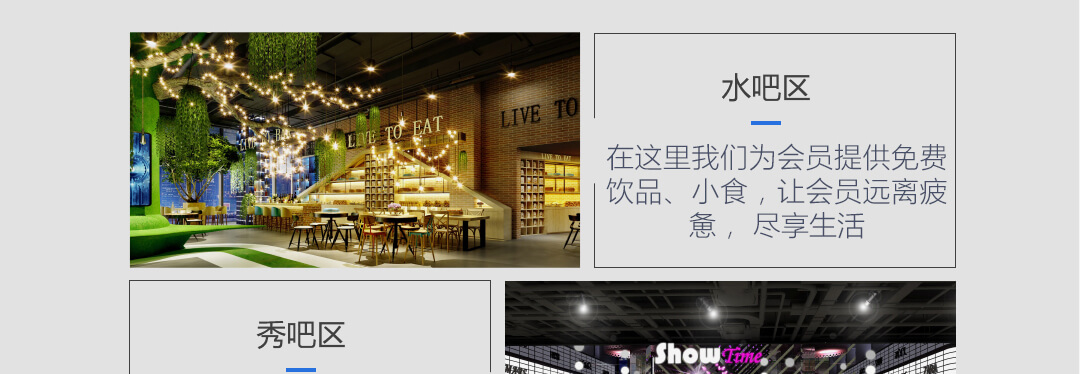 LIVE TO EAT
LIVE TO
水吧区
在这里我们为会员提供免费
饮品、小食，让会员远离疲
惫， 尽享生活
秀吧区
Show Time